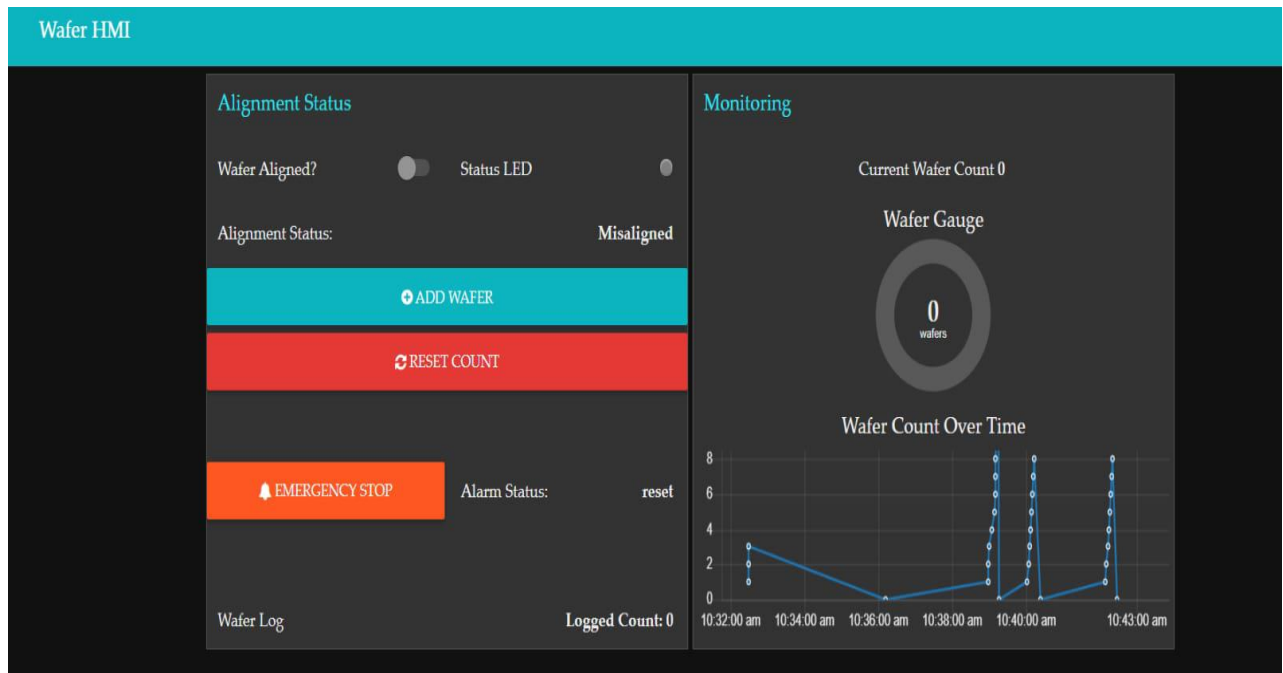 Wafer HMI
Alignment Status
Wafer Aligned? Status LED
Alignment Status: Misaligned
ADD WAFER
RESET COUNT
EMERGENCY STOP Alarm Status: reset
Wafer Log Logged Count: 0
Monitoring
Current Wafer Count 0
Wafer Gauge
0
wafers
Wafer Count Over Time
8
6
4
2
0
10:32:00 am 10:34:00 am 10:36:00 am 10:38:00 am 10:40:00 am 10:43:00 am